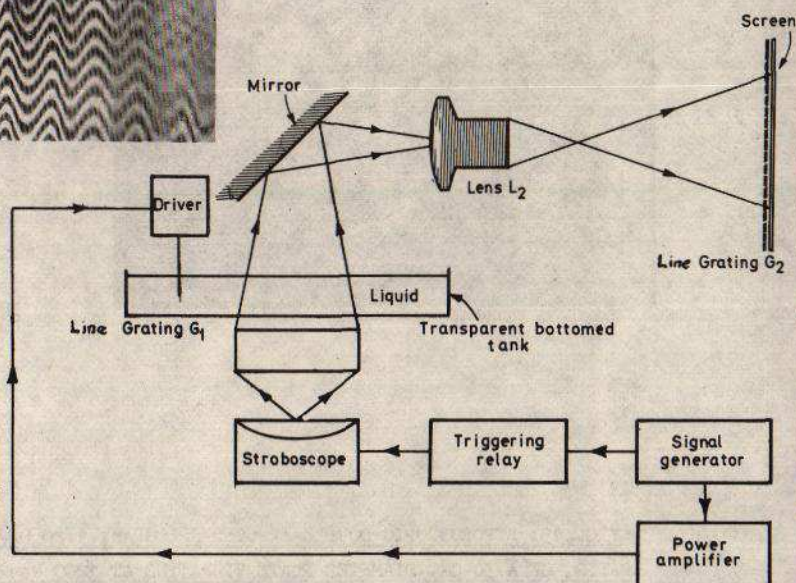 Screen
Mirror
Lens L2
Driver
Line Grating G2
Liquid
Line Grating G1
Transparent bottomed
tank
Stroboscope
Triggering
relay
Signal
generator
Power
amplifier